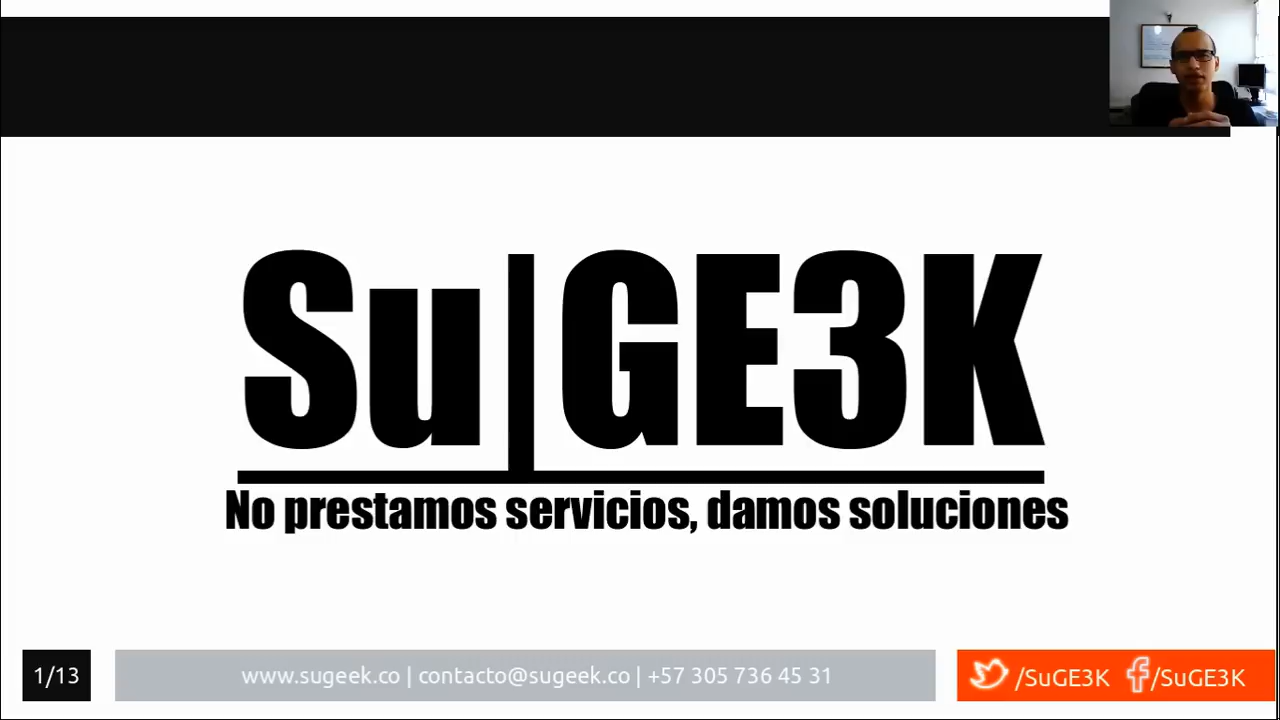 Su|GE3K
No prestamos servicios, damos soluciones
1/13
www.sugeek.co | contacto@sugeek.co | +57 305 736 45 31
/SuGE3K
/SuGE3K